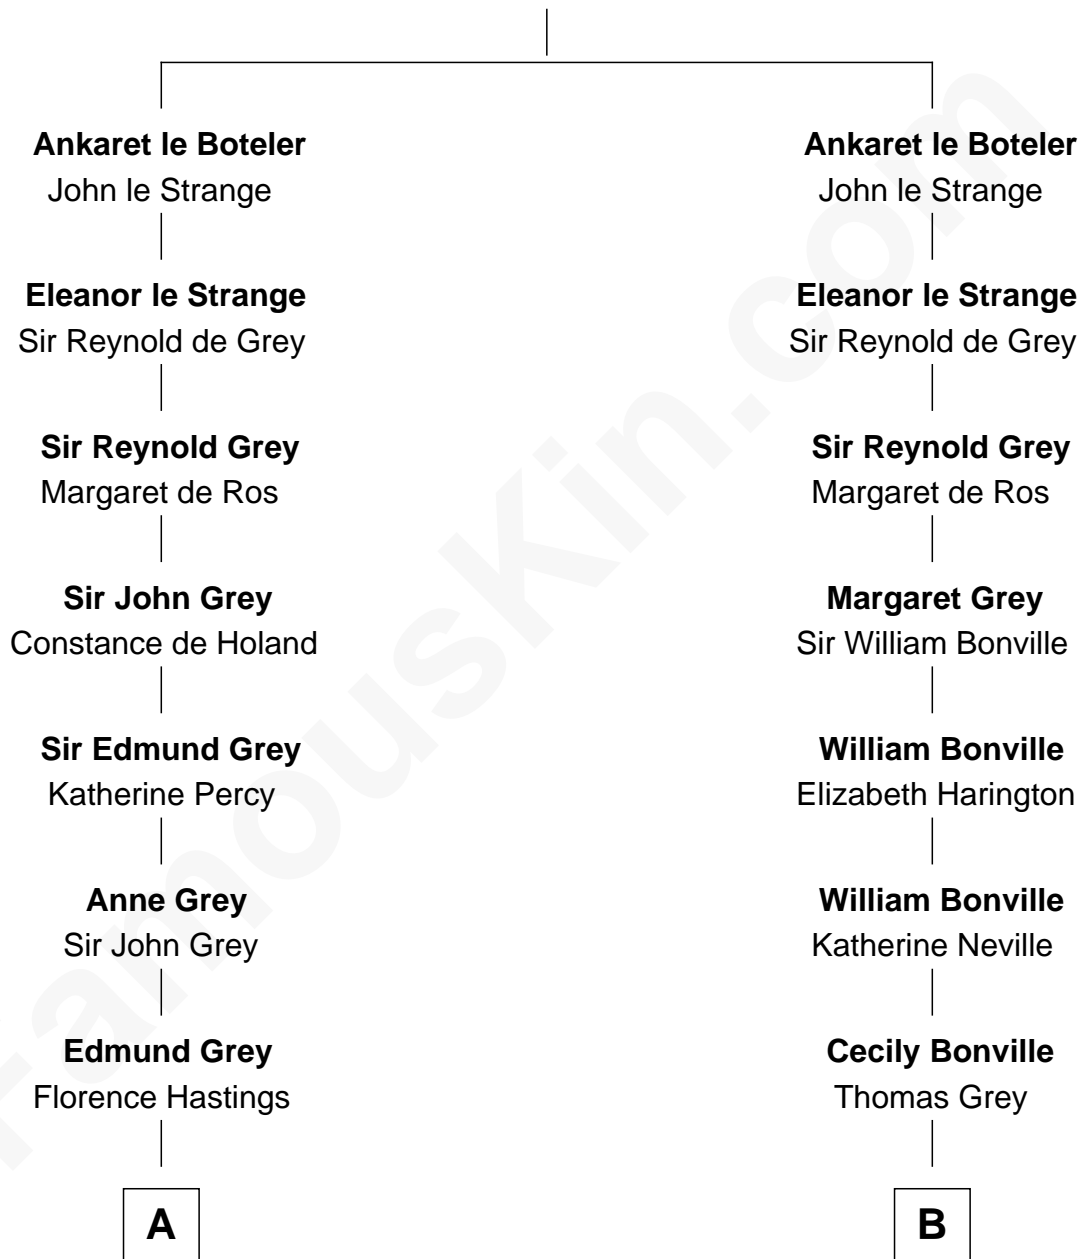 Ankaret le Boteler
John le Strange
Eleanor le Strange
Sir Reynold de Grey
Sir Reynold Grey
Margaret de Ros
Sir John Grey
Constance de Holand
Sir Edmund Grey
Katherine Percy
Anne Grey
Sir John Grey
Edmund Grey
Florence Hastings
A
Ankaret le Boteler
John le Strange
Eleanor le Strange
Sir Reynold de Grey
Sir Reynold Grey
Margaret de Ros
Margaret Grey
Sir William Bonville
William Bonville
Elizabeth Harington
William Bonville
Katherine Neville
Cecily Bonville
Thomas Grey
B
FamousKin.com